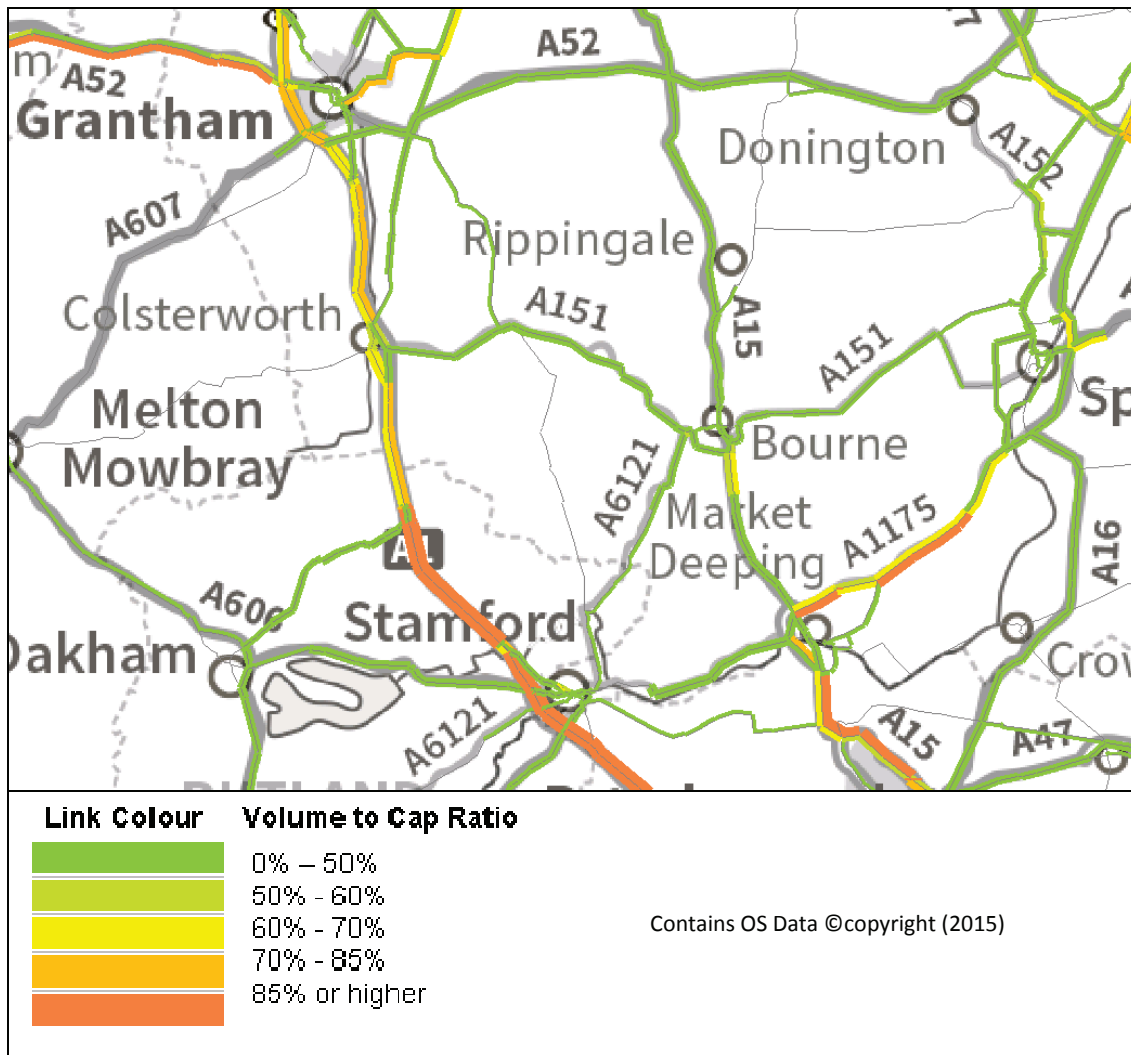 A52
m
A52
Grantham
Donington
A152
A607
Rippingale
Colsterworth
A151
A15
A151
Sp
Melton
Mowbray
Bourne
A6121
Market
Deeping
A1175
A1
A16
A606
Stamford
Oakham
Crow
A6121
A15
A47
RUTLAND
Link Colour Volume to Cap Ratio
0% – 50%
50% - 60%
60% - 70%
70% - 85%
85% or higher
Contains OS Data ©copyright (2015)